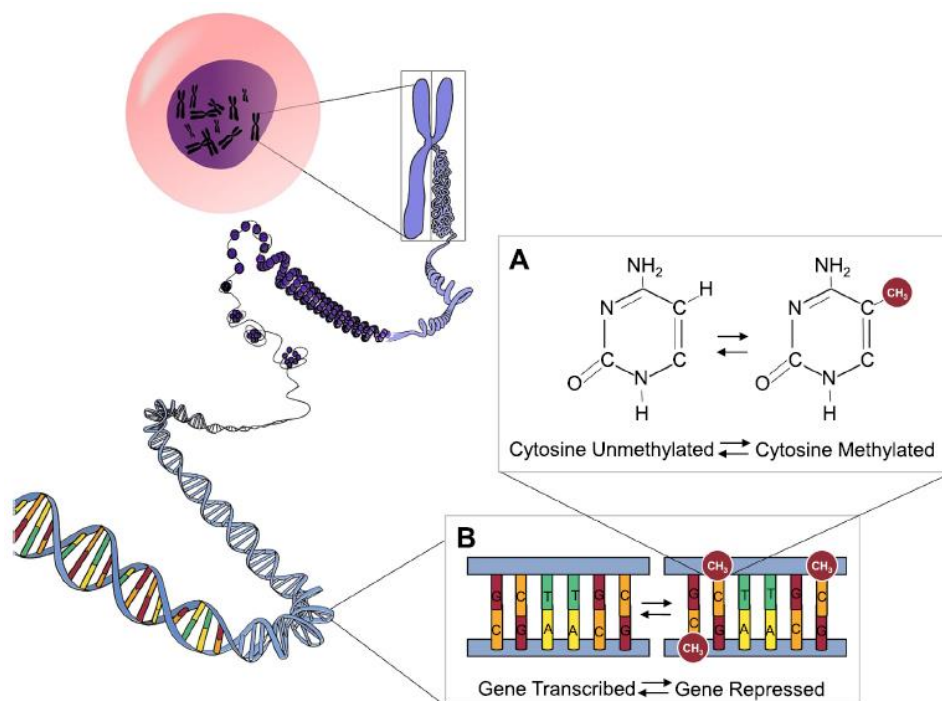 A
NH₂ NH₂
H CH₃
N C N C
C C C C
O N O N
H H
Cytosine Unmethylated ⇌ Cytosine Methylated
B
CH₃ CH₃
G C T T G C G C T T G C
C G A A C G C G A A C G
CH₃
Gene Transcribed ⇌ Gene Repressed